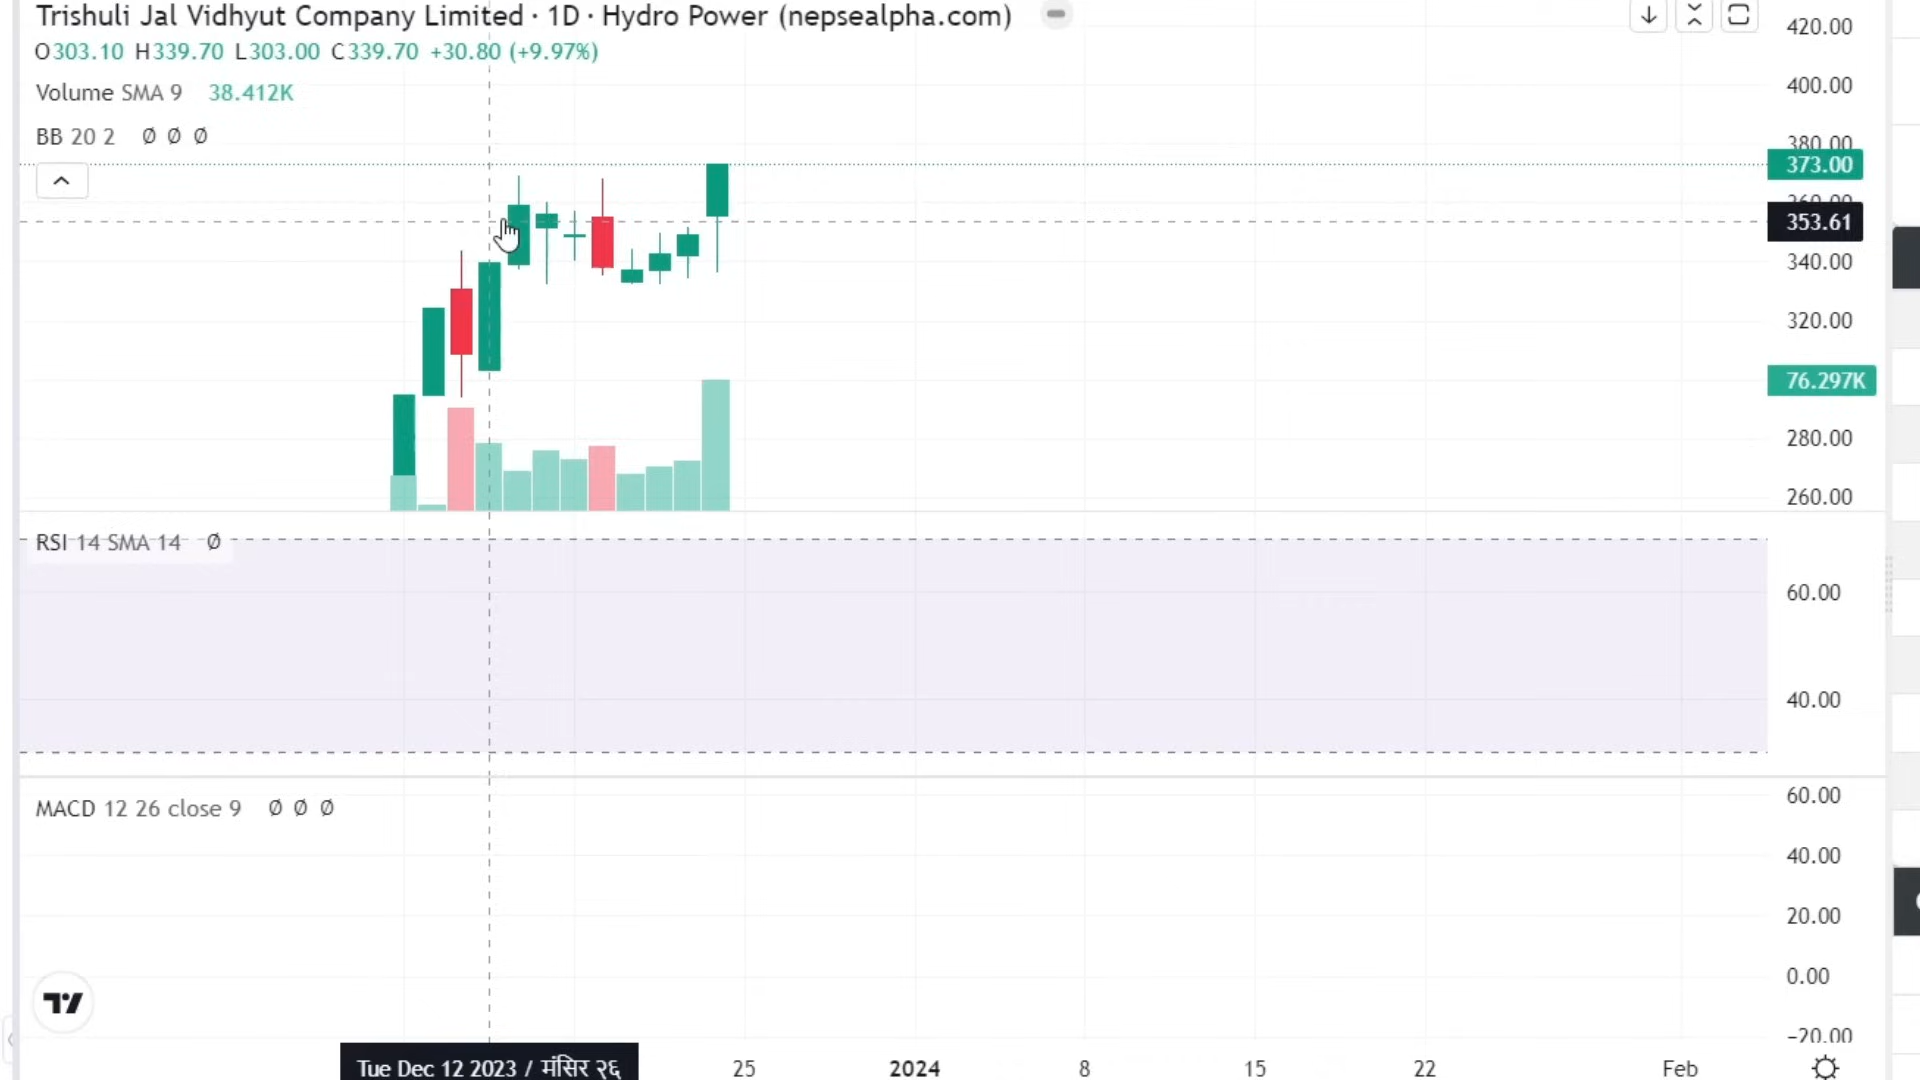 Trishuli Jal Vidhyut Company Limited · 1D · Hydro Power (nepsealpha.com)
O303.10 H339.70 L303.00 C339.70 +30.80 (+9.97%)
Volume SMA 9 38.412K
BB 20 2 Ø Ø Ø
420.00
400.00
380.00
373.00
360.00
353.61
340.00
320.00
76.297K
280.00
260.00
RSI 14 SMA 14 Ø
60.00
40.00
MACD 12 26 close 9 Ø Ø Ø
60.00
40.00
20.00
0.00
-20.00
Tue Dec 12 2023 / मंसिर २६
25 2024 8 15 22 Feb